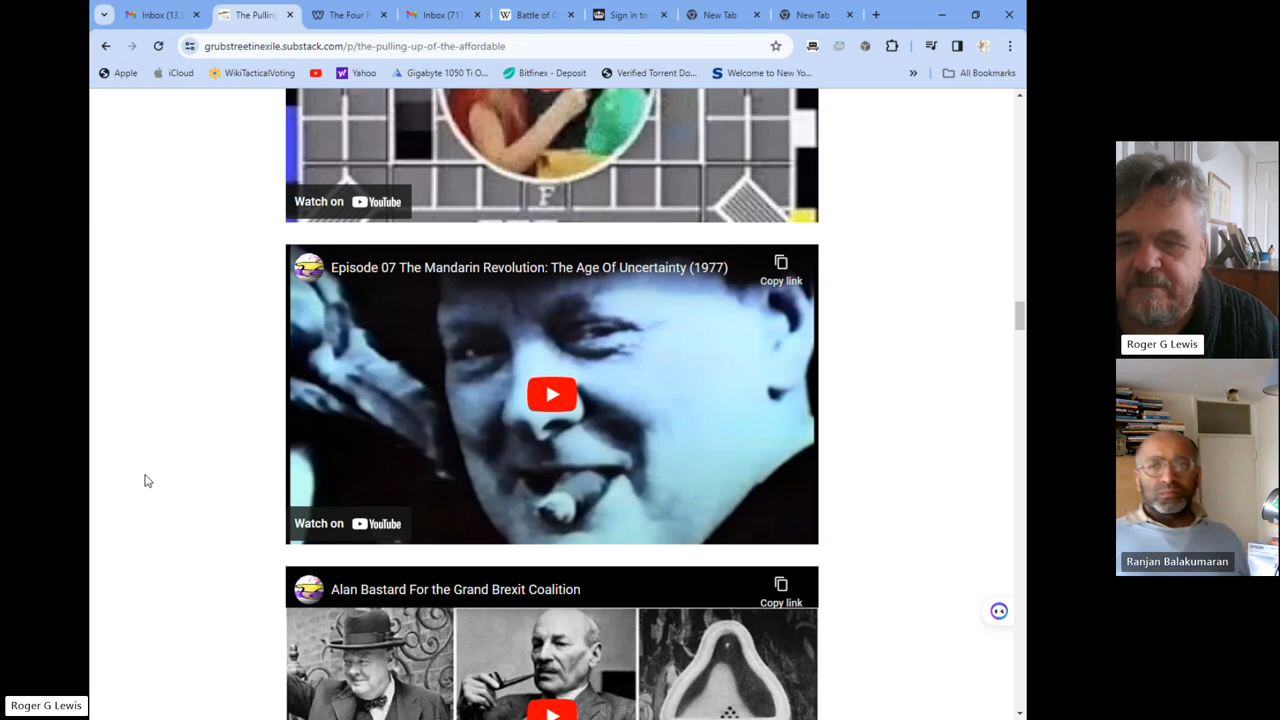 Inbox (13,
The Pulling
The Four F
Inbox (717
Battle of C
Sign in to
New Tab
New Tab
grubstreetinexile.substack.com/p/the-pulling-up-of-the-affordable
Apple
iCloud
WikiTacticalVoting
Yahoo
Gigabyte 1050 Ti O...
Bitfinex - Deposit
Verified Torrent Do...
Welcome to New Yo...
All Bookmarks
F
Watch on YouTube
Episode 07 The Mandarin Revolution: The Age Of Uncertainty (1977)
Copy link
Watch on YouTube
Alan Bastard For the Grand Brexit Coalition
Copy link
Roger G Lewis
Ranjan Balakumaran
Roger G Lewis